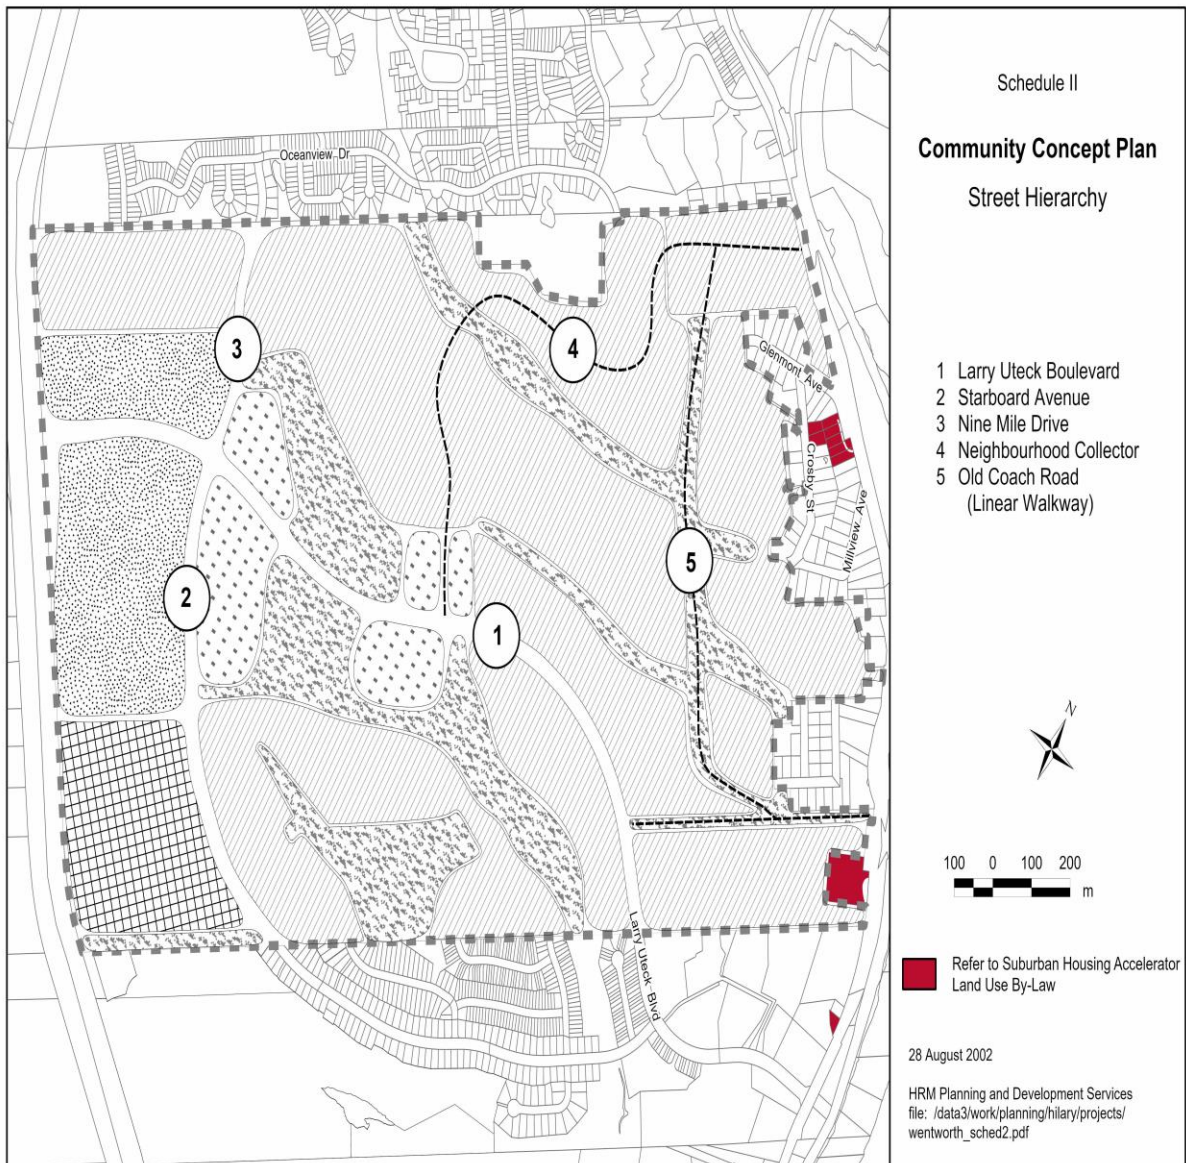 Schedule II
Community Concept Plan
Street Hierarchy
1 Larry Uteck Boulevard
2 Starboard Avenue
3 Nine Mile Drive
4 Neighbourhood Collector
5 Old Coach Road
(Linear Walkway)
N
100 0 100 200
m
Refer to Suburban Housing Accelerator
Land Use By-Law
28 August 2002
HRM Planning and Development Services
file: /data3/work/planning/hilary/projects/
wentworth_sched2.pdf
Oceanview Dr
3
4
Glenmont Ave
Crosby St
Millview Ave
5
2
1
Larry Uteck Blvd